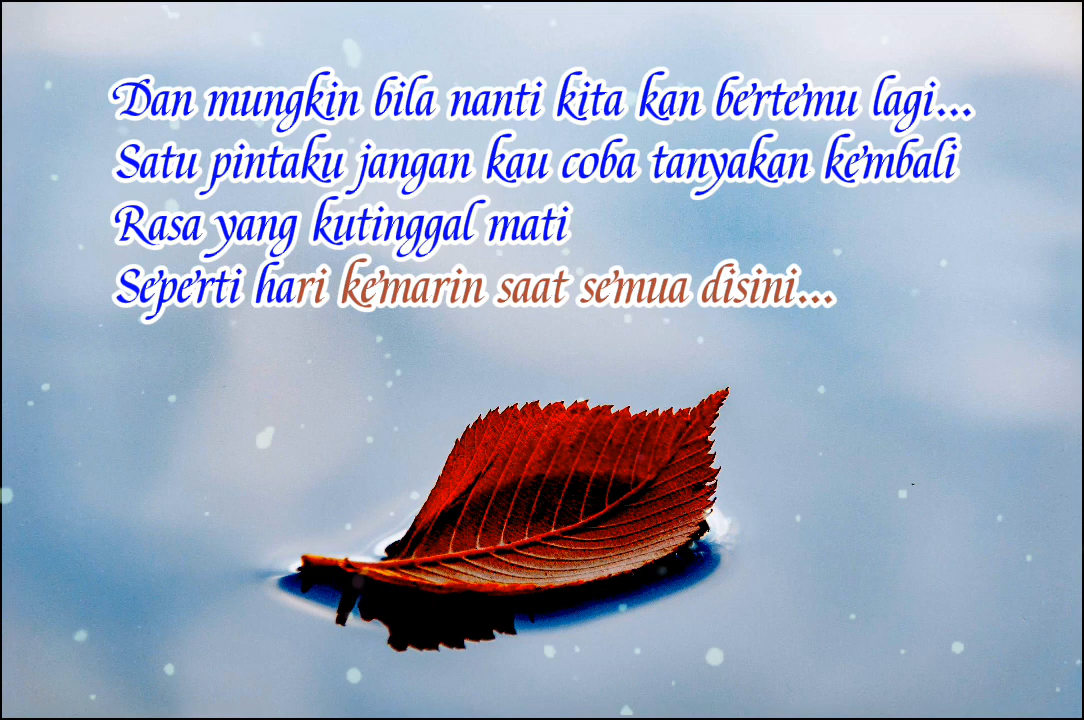 Dan mungkin bila nanti kita kan bertemu lagi...
Satu pintaku jangan kau coba tanyakan kembali
Rasa yang kutinggal mati
Seperti hari kemarin saat semua disini...